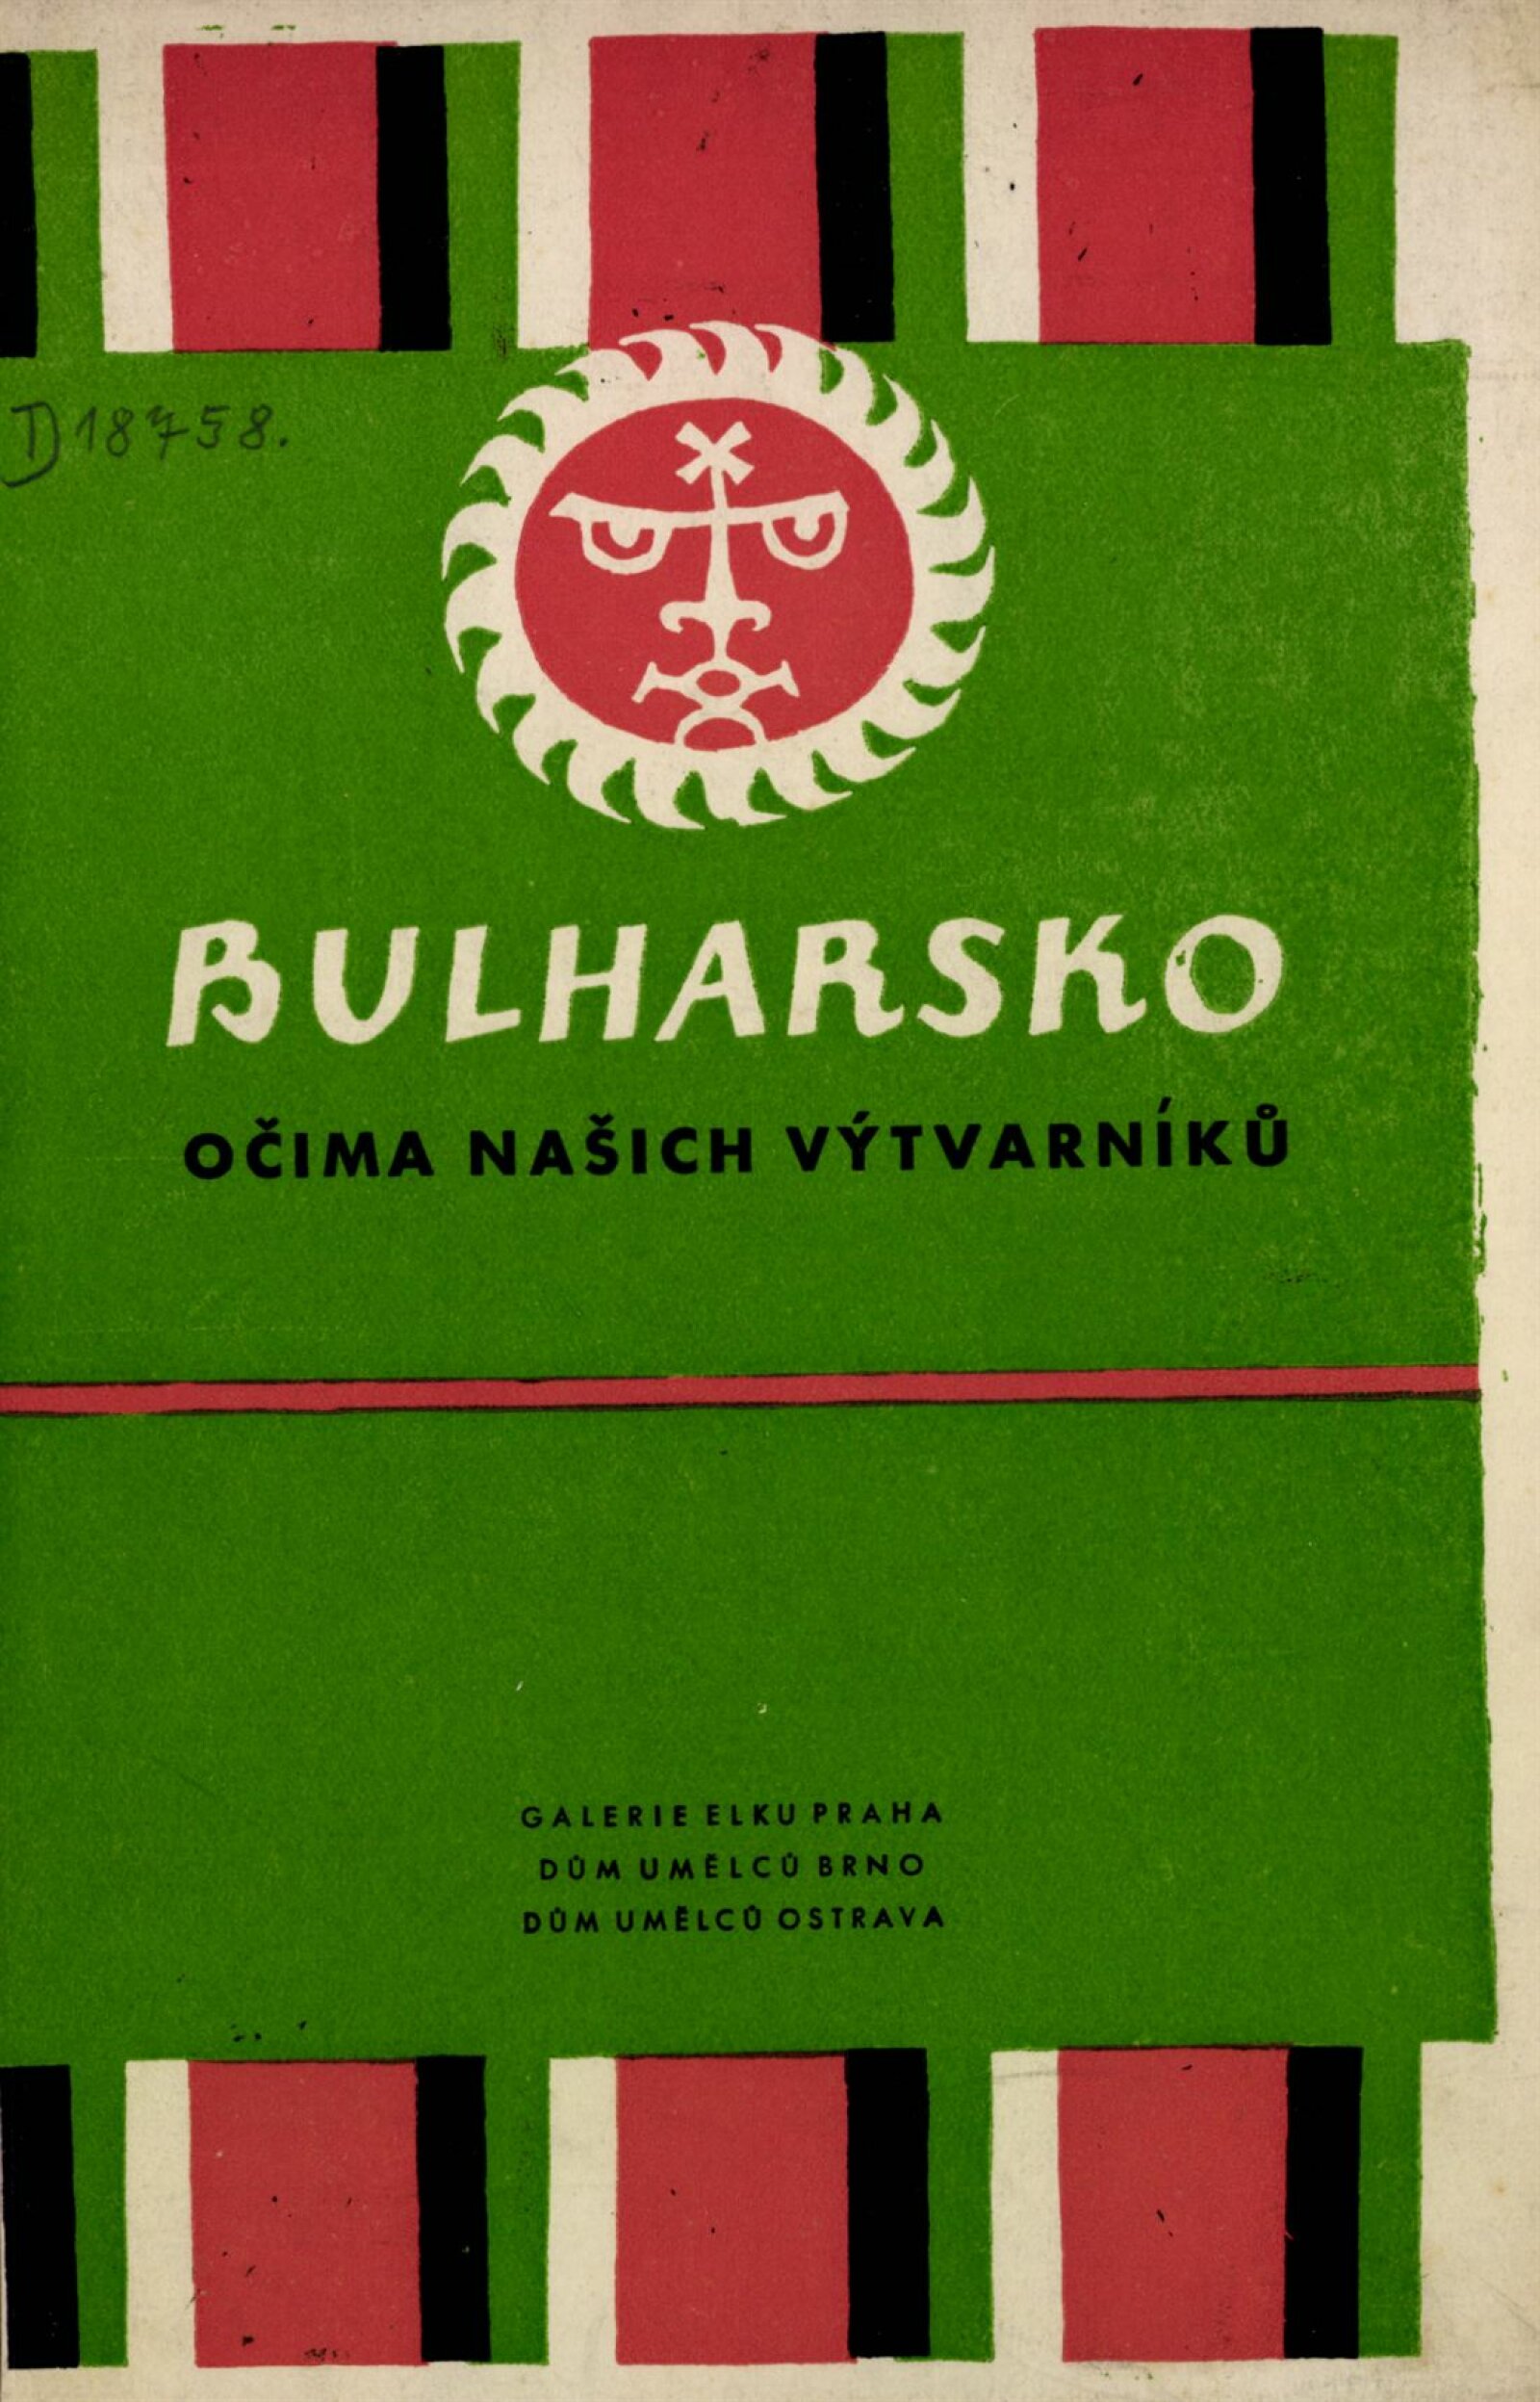 D 18758.
BULHARSKO
OČIMA NAŠICH VÝTVARNÍKŮ
GALERIE ELKU PRAHA
DŮM UMĚLCŮ BRNO
DŮM UMĚLCŮ OSTRAVA